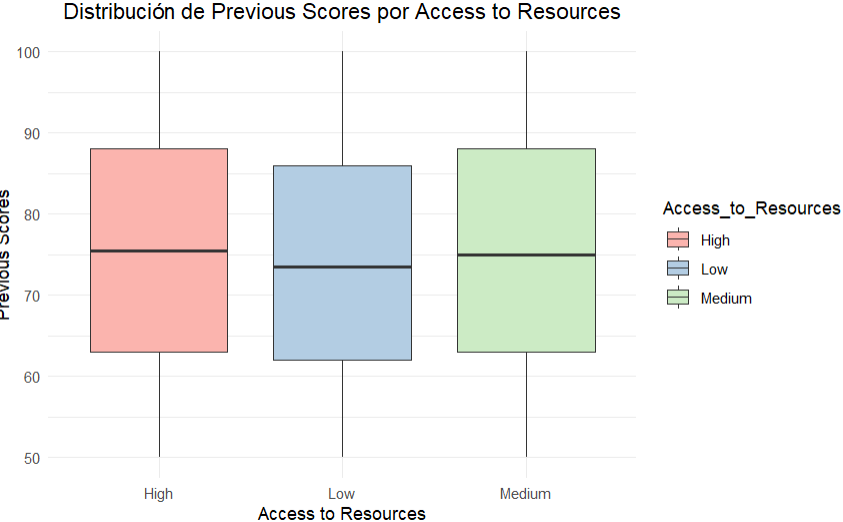 Distribución de Previous Scores por Access to Resources
100
90
80
70
60
50
Previous Scores
High
Low
Medium
Access to Resources
Access_to_Resources
High
Low
Medium